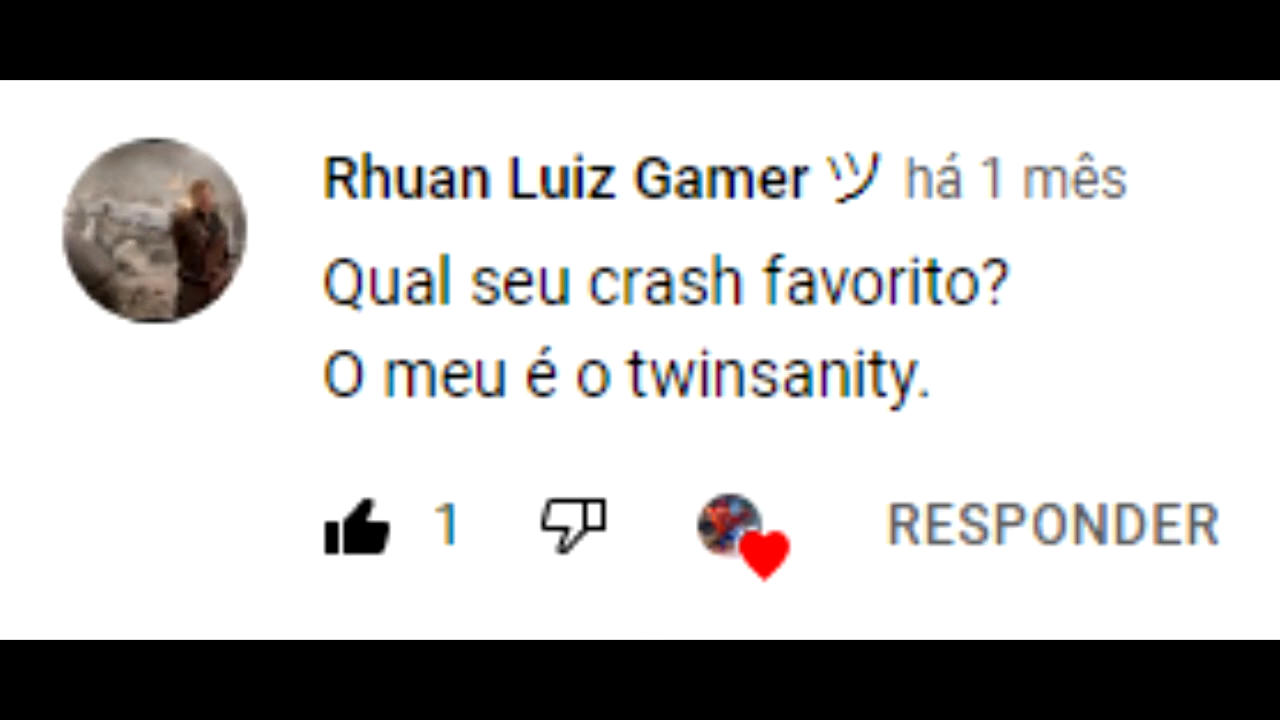 Rhuan Luiz Gamer ツ há 1 mês
Qual seu crash favorito?
O meu é o twinsanity.
1 RESPONDER